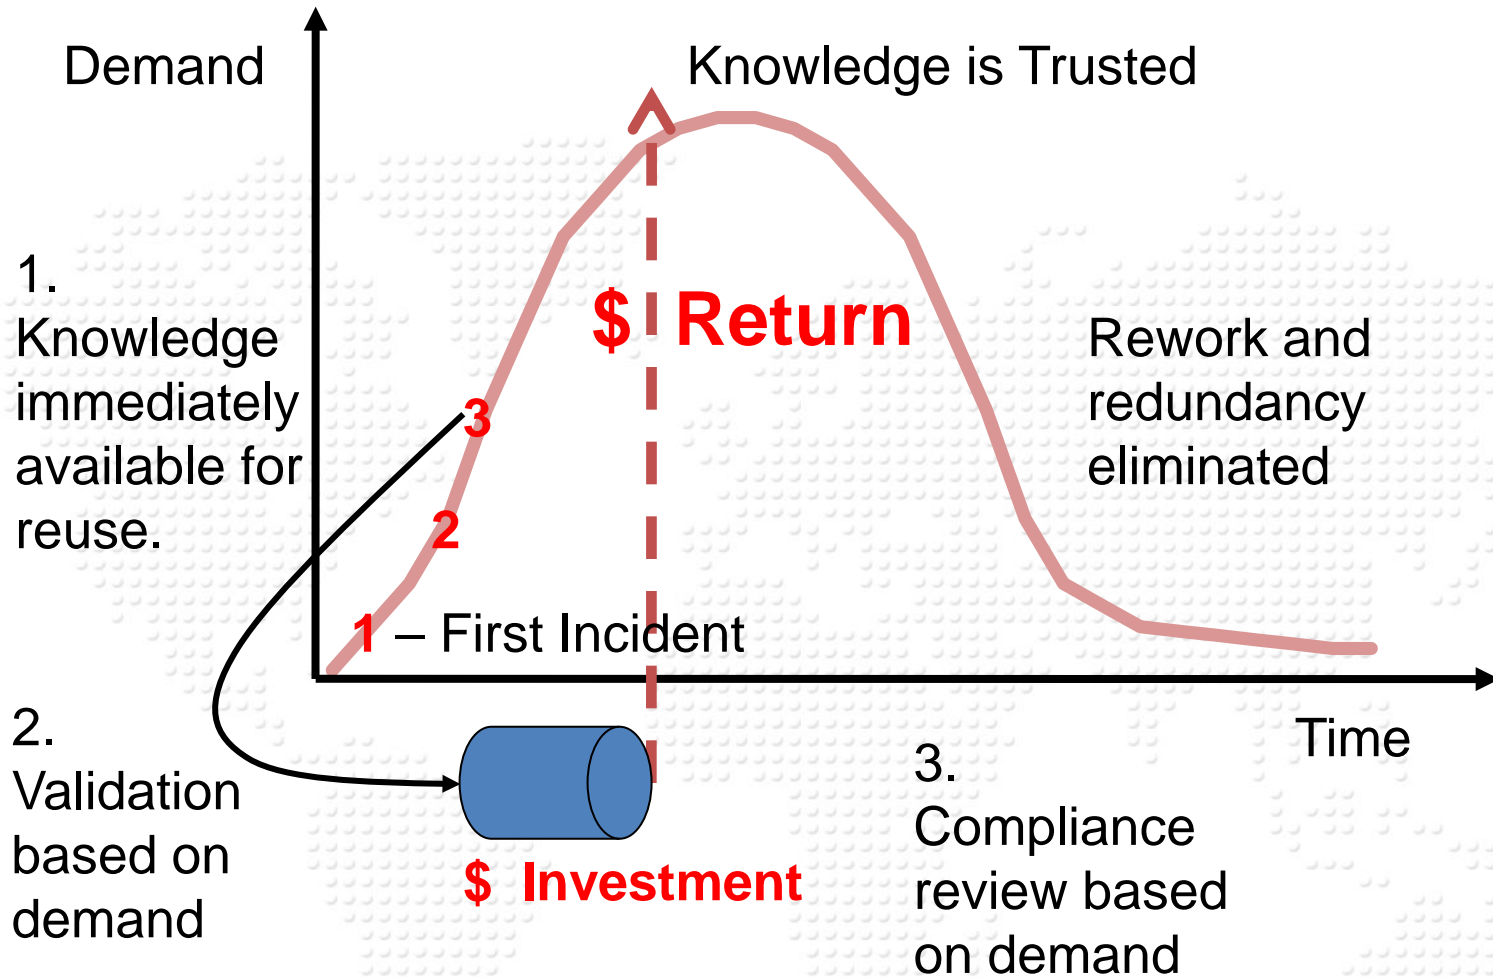 Demand
Knowledge is Trusted
1.
Knowledge
immediately
available for
reuse.
$ Return
Rework and
redundancy
eliminated
3
2
1 – First Incident
Time
2.
Validation
based on
demand
$ Investment
3.
Compliance
review based
on demand